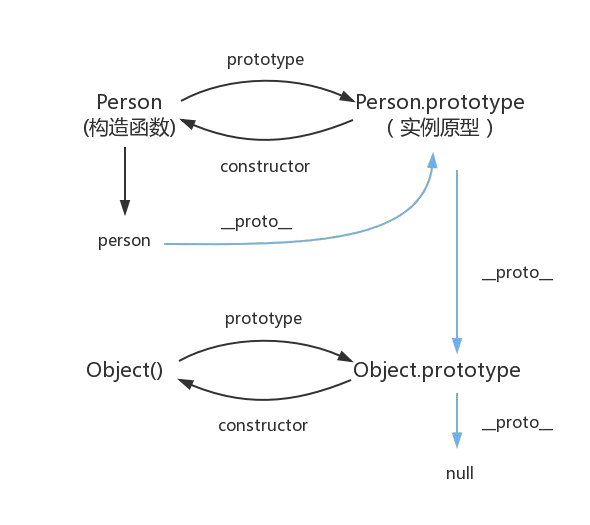 prototype
Person
(构造函数)
Person.prototype
( 实例原型 )
constructor
person
__proto__
__proto__
prototype
Object()
Object.prototype
constructor
__proto__
null